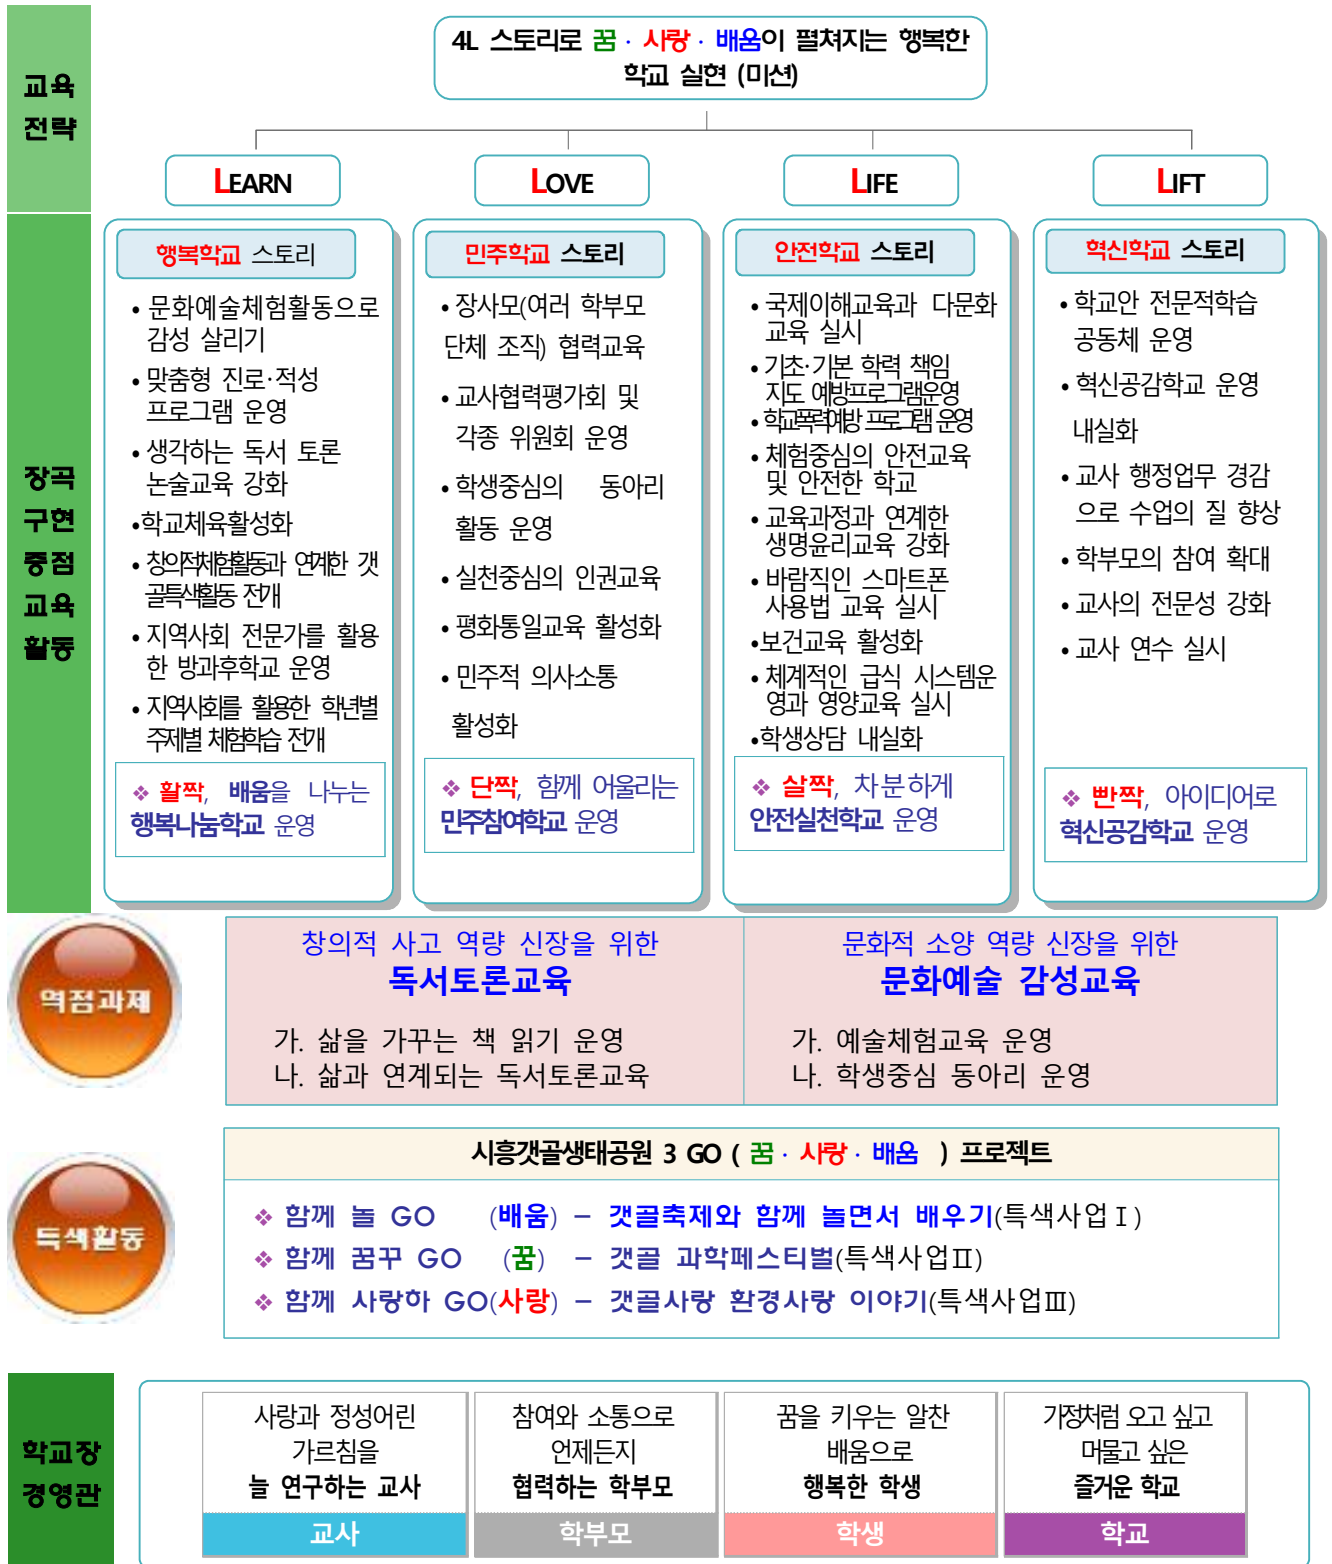 교육
전략
4L 스토리로 꿈 · 사랑 · 배움이 펼쳐지는 행복한
학교 실현 (미션)
LEARN
LOVE
LIFE
LIFT
장곡
구현
중점
교육
활동
행복학교 스토리
• 문화예술체험활동으로
감성 살리기
• 맞춤형 진로·적성
프로그램 운영
• 생각하는 독서 토론
논술교육 강화
•학교체육활성화
• 창의적체험활동과 연계한 갯
골특색활동 전개
• 지역사회 전문가를 활용
한 방과후학교 운영
• 지역사회를 활용한 학년별
주제별 체험학습 전개
❖ 활짝, 배움을 나누는
행복나눔학교 운영
민주학교 스토리
• 장사모(여러 학부모
단체 조직) 협력교육
• 교사협력평가회 및
각종 위원회 운영
• 학생중심의 동아리
활동 운영
• 실천중심의 인권교육
• 평화통일교육 활성화
• 민주적 의사소통
활성화
❖ 단짝, 함께 어울리는
민주참여학교 운영
안전학교 스토리
• 국제이해교육과 다문화
교육 실시
• 기초·기본 학력 책임
지도 예방프로그램운영
• 학교폭력예방 프로그램 운영
• 체험중심의 안전교육
및 안전한 학교
• 교육과정과 연계한
생명윤리교육 강화
• 바람직인 스마트폰
사용법 교육 실시
•보건교육 활성화
• 체계적인 급식 시스템운
영과 영양교육 실시
•학생상담 내실화
❖ 살짝, 차분하게
안전실천학교 운영
혁신학교 스토리
• 학교안 전문적학습
공동체 운영
• 혁신공감학교 운영
내실화
• 교사 행정업무 경감
으로 수업의 질 향상
• 학부모의 참여 확대
• 교사의 전문성 강화
• 교사 연수 실시
❖ 빤짝, 아이디어로
혁신공감학교 운영
역점과제
창의적 사고 역량 신장을 위한
독서토론교육
가. 삶을 가꾸는 책 읽기 운영
나. 삶과 연계되는 독서토론교육
문화적 소양 역량 신장을 위한
문화예술 감성교육
가. 예술체험교육 운영
나. 학생중심 동아리 운영
특색활동
시흥갯골생태공원 3 GO ( 꿈 · 사랑 · 배움 ) 프로젝트
❖ 함께 놀 GO (배움) – 갯골축제와 함께 놀면서 배우기(특색사업Ⅰ)
❖ 함께 꿈꾸 GO (꿈) – 갯골 과학페스티벌(특색사업Ⅱ)
❖ 함께 사랑하 GO(사랑) – 갯골사랑 환경사랑 이야기(특색사업Ⅲ)
학교장
경영관
사랑과 정성어린
가르침을
늘 연구하는 교사
교사
참여와 소통으로
언제든지
협력하는 학부모
학부모
꿈을 키우는 알찬
배움으로
행복한 학생
학생
가정처럼 오고 싶고
머물고 싶은
즐거운 학교
학교